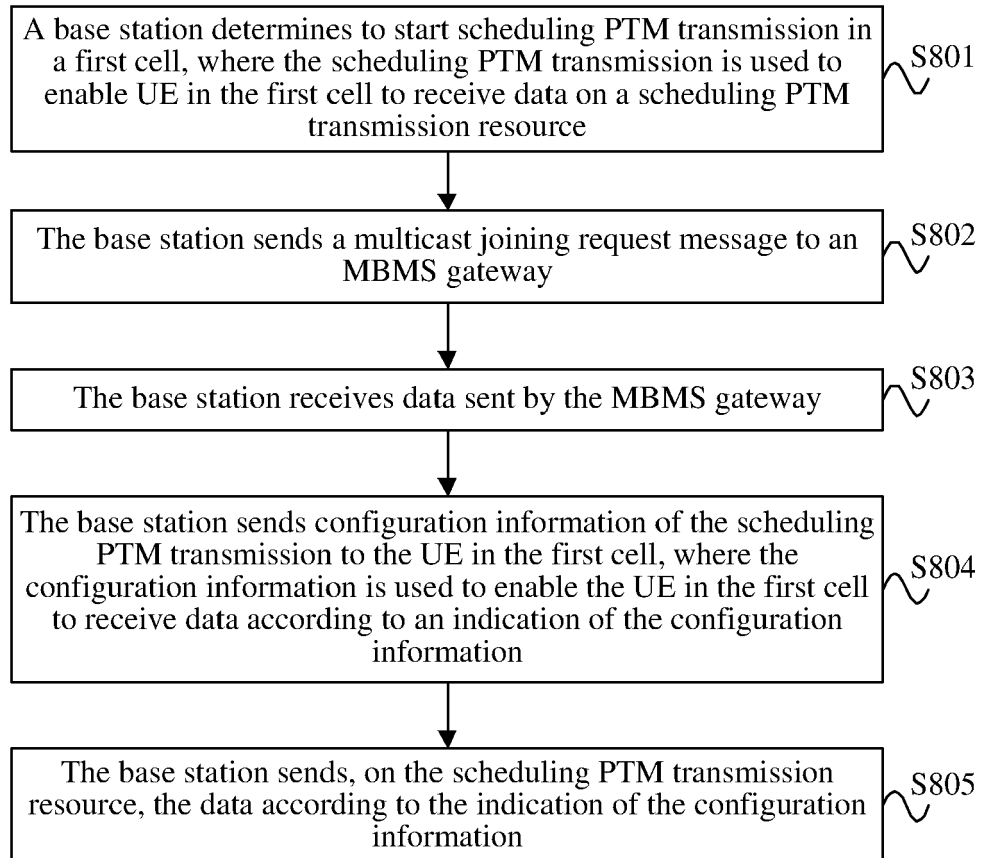 A base station determines to start scheduling PTM transmission in
a first cell, where the scheduling PTM transmission is used to
enable UE in the first cell to receive data on a scheduling PTM
transmission resource
S801
The base station sends a multicast joining request message to an
MBMS gateway
S802
The base station receives data sent by the MBMS gateway
S803
The base station sends configuration information of the scheduling
PTM transmission to the UE in the first cell, where the
configuration information is used to enable the UE in the first cell
to receive data according to an indication of the configuration
information
S804
The base station sends, on the scheduling PTM transmission
resource, the data according to the indication of the configuration
information
S805